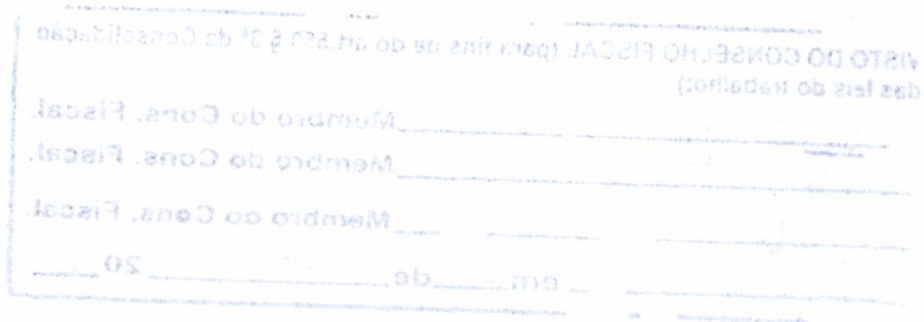 VISTO DO CONSELHO FISCAL (para fins de do art.550 § 3º da Consolidação
das leis do trabalho)
Membro do Cons. Fiscal.
Membro do Cons. Fiscal.
Membro do Cons. Fiscal.
em de 20